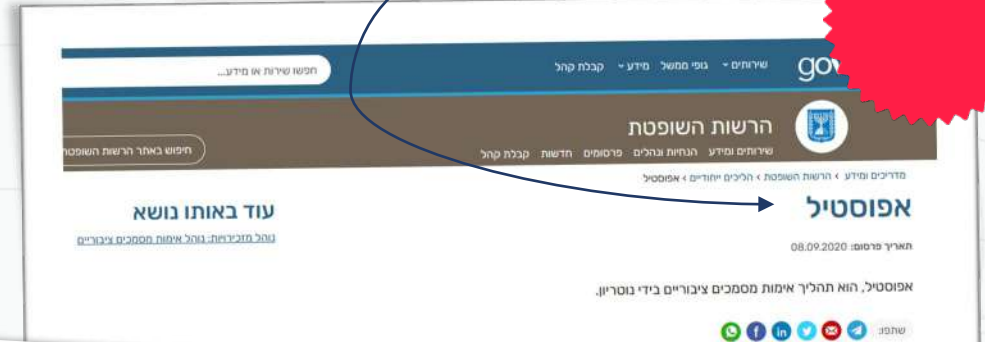 gov
שירותים גופי ממשל מידע קבלת קהל
חפשו שירות או מידע...
הרשות השופטת
שירותים ומידע הנחיות ונהלים פרסומים חדשות קבלת קהל
חיפוש באתר הרשות השופטת
מדריכים ומידע › הרשות השופטת › הליכים ייחודיים › אפוסטיל
אפוסטיל
תאריך פרסום: 08.09.2020
אפוסטיל, הוא תהליך אימות מסמכים ציבוריים בידי נוטריון.
שתפו:
עוד באותו נושא
נוהל מזכירויות: נוהל אימות מסמכים ציבוריים